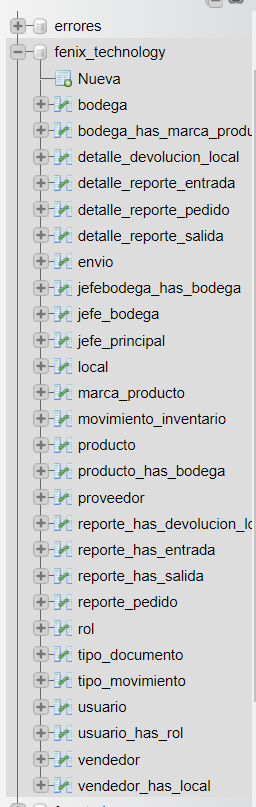 errores
fenix_technology
Nueva
bodega
bodega_has_marca_produ
detalle_devolucion_local
detalle_reporte_entrada
detalle_reporte_pedido
detalle_reporte_salida
envio
jefebodega_has_bodega
jefe_bodega
jefe_principal
local
marca_producto
movimiento_inventario
producto
producto_has_bodega
proveedor
reporte_has_devolucion_lo
reporte_has_entrada
reporte_has_salida
reporte_pedido
rol
tipo_documento
tipo_movimiento
usuario
usuario_has_rol
vendedor
vendedor_has_local